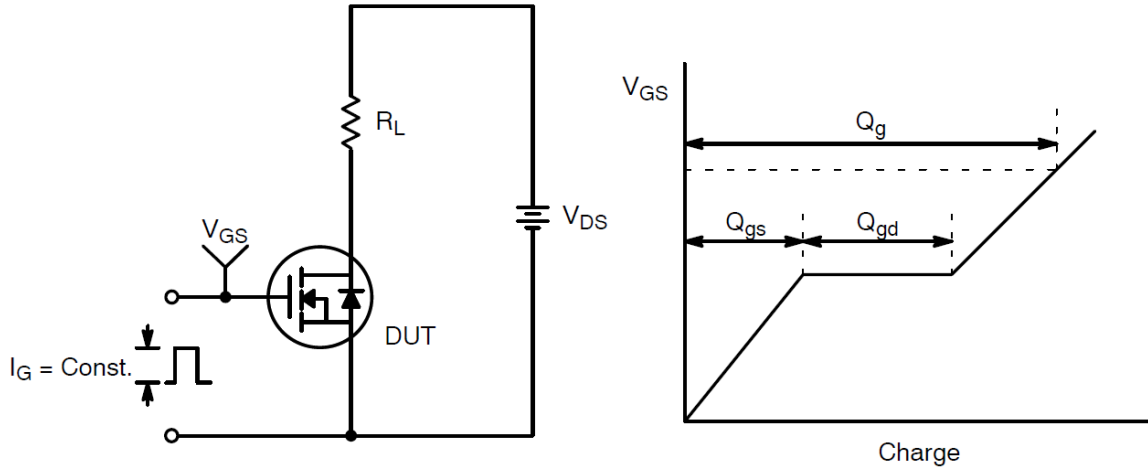 R_L
V_GS
V_DS
DUT
I_G = Const.
V_GS
Q_g
Q_gs
Q_gd
Charge